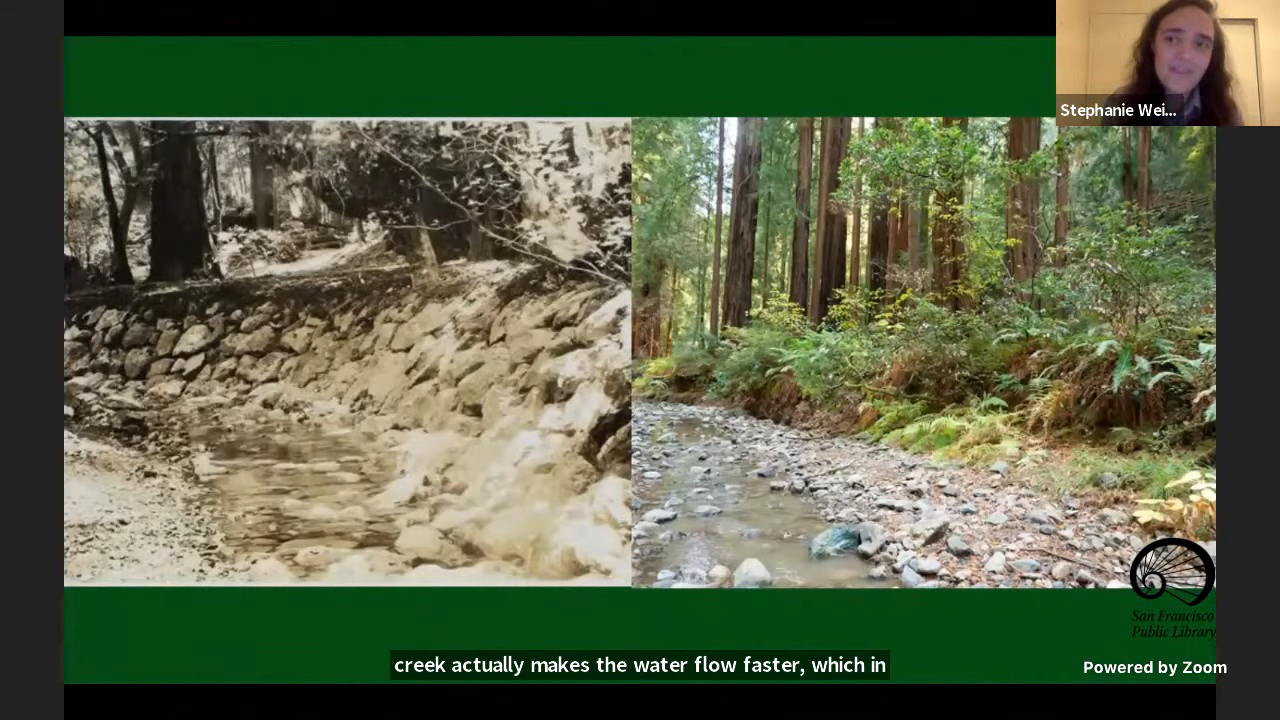 Stephanie Wei...
San Francisco
Public Library
creek actually makes the water flow faster, which in
Powered by Zoom